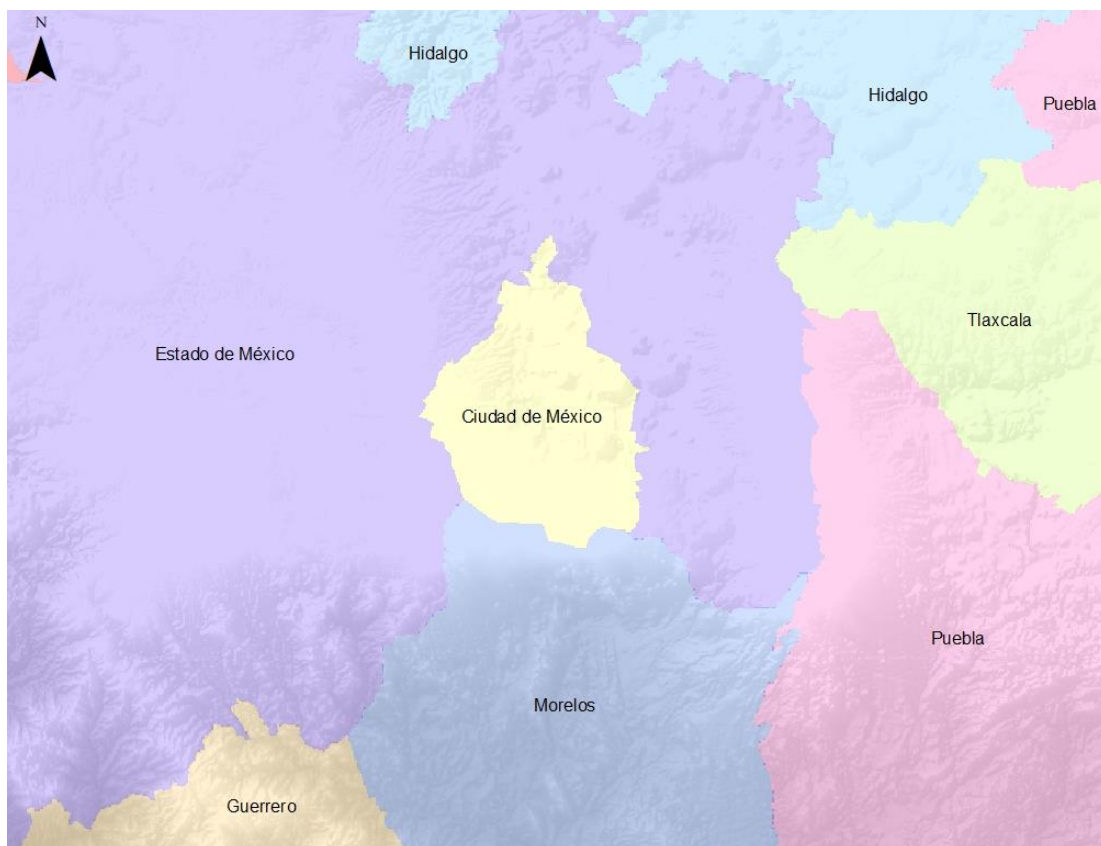 N
Hidalgo
Hidalgo
Puebla
Tlaxcala
Estado de México
Ciudad de México
Puebla
Morelos
Guerrero